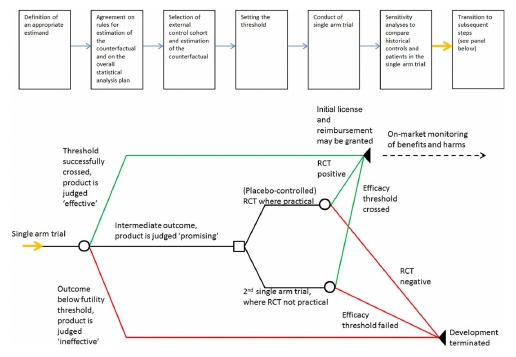 Definition of
an appropriate
estimand
Agreement on
rules for
estimation of
the
counterfactual
and on the
overall
statistical
analysis plan
Selection of
external
control cohort
and estimation
of the
counterfactual
Setting the
threshold
Conduct of
single arm trial
Sensitivity
analyses to
compare
historical
controls and
patients in the
single arm trial
Transition to
subsequent
steps
(see panel
below)
Initial license
and
reimbursement
may be granted
On-market monitoring
of benefits and harms
Threshold
successfully
crossed,
product is
judged
‘effective’
RCT
positive
(Placebo-controlled)
RCT where practical
Efficacy
threshold
crossed
Intermediate outcome,
product is judged ‘promising’
Single arm trial
Outcome
below futility
threshold,
product is
judged
‘ineffective’
2nd single arm trial,
where RCT not practical
RCT
negative
Efficacy
threshold failed
Development
terminated